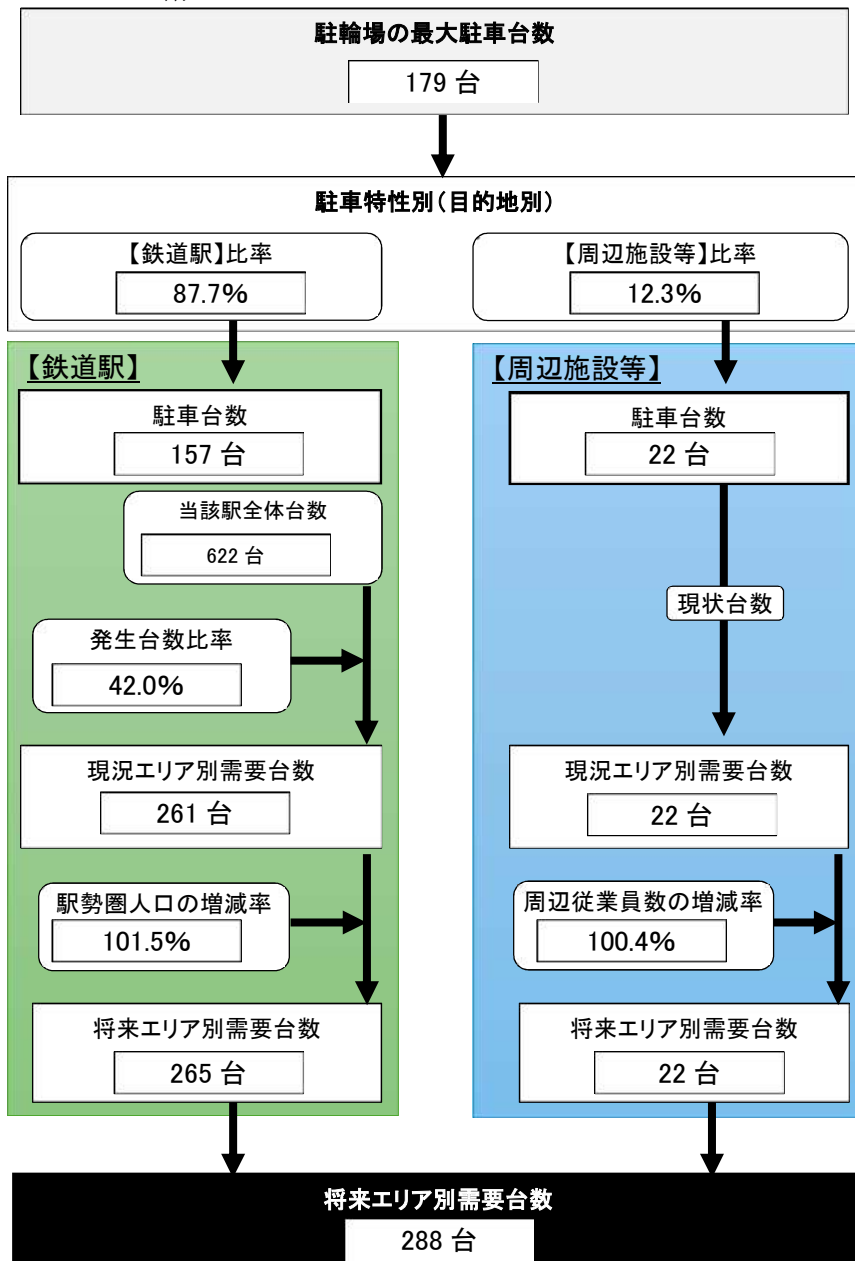 駐輪場の最大駐車台数
179 台
駐車特性別(目的地別)
【鉄道駅】比率
87.7%
【周辺施設等】比率
12.3%
【鉄道駅】
駐車台数
157 台
当該駅全体台数
622 台
発生台数比率
42.0%
現況エリア別需要台数
261 台
駅勢圏人口の増減率
101.5%
将来エリア別需要台数
265 台
【周辺施設等】
駐車台数
22 台
現状台数
現況エリア別需要台数
22 台
周辺従業員数の増減率
100.4%
将来エリア別需要台数
22 台
将来エリア別需要台数
288 台